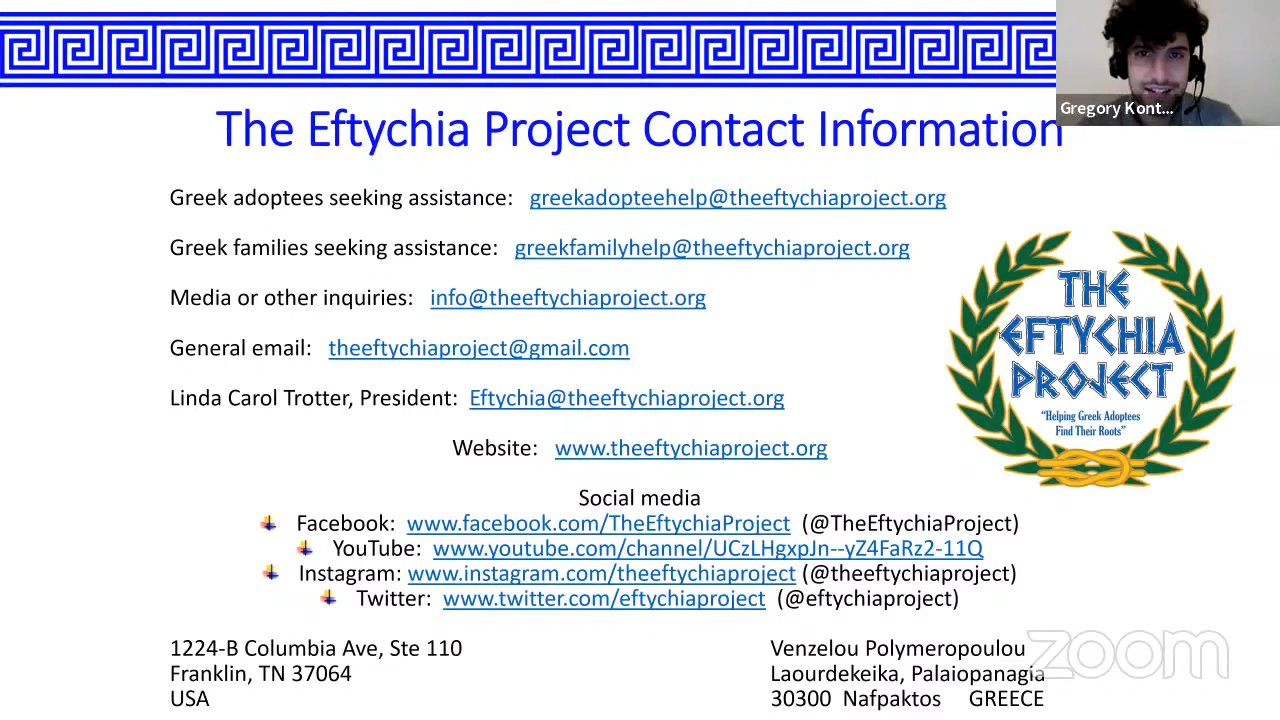 Gregory Kont...
The Eftychia Project Contact Information
Greek adoptees seeking assistance: greekadopteehelp@theeftychiaproject.org
Greek families seeking assistance: greekfamilyhelp@theeftychiaproject.org
Media or other inquiries: info@theeftychiaproject.org
General email: theeftychiaproject@gmail.com
Linda Carol Trotter, President: Eftychia@theeftychiaproject.org
Website: www.theeftychiaproject.org
THE
EFTYCHIA
PROJECT
“Helping Greek Adoptees
Find Their Roots”
Social media
Facebook: www.facebook.com/TheEftychiaProject (@TheEftychiaProject)
YouTube: www.youtube.com/channel/UCzLHgxpJn--yZ4FaRz2-11Q
Instagram: www.instagram.com/theeftychiaproject (@theeftychiaproject)
Twitter: www.twitter.com/eftychiaproject (@eftychiaproject)
1224-B Columbia Ave, Ste 110
Franklin, TN 37064
USA
Venzelou Polymeropoulou
Laourdekeika, Palaiopanagia
30300 Nafpaktos GREECE
zoom